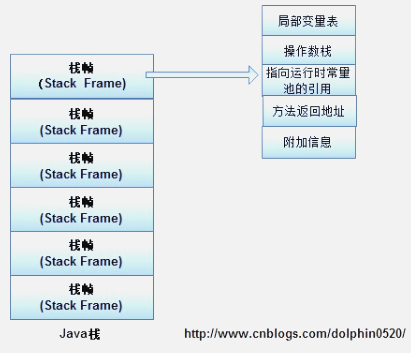 栈帧
(Stack Frame)
栈帧
(Stack Frame)
栈帧
(Stack Frame)
栈帧
(Stack Frame)
栈帧
(Stack Frame)
栈帧
(Stack Frame)
Java栈
局部变量表
操作数栈
指向运行时常量
池的引用
方法返回地址
附加信息
http://www.cnblogs.com/dolphin0520/